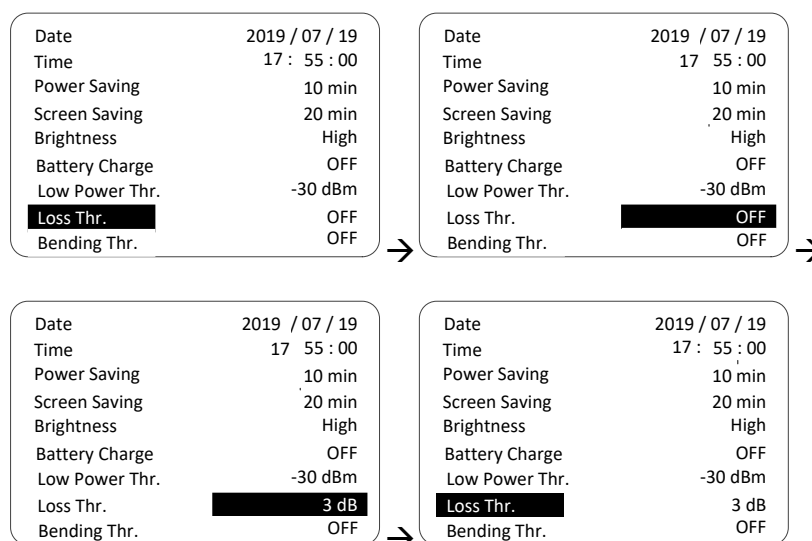 Date 2019 / 07 / 19
Time 17 : 55 : 00
Power Saving 10 min
Screen Saving 20 min
Brightness High
Battery Charge OFF
Low Power Thr. -30 dBm
Loss Thr. OFF
Bending Thr. OFF
→
Date 2019 / 07 / 19
Time 17 55 : 00
Power Saving 10 min
Screen Saving 20 min
Brightness High
Battery Charge OFF
Low Power Thr. -30 dBm
Loss Thr. OFF
Bending Thr. OFF
→
Date 2019 / 07 / 19
Time 17 55 : 00
Power Saving 10 min
Screen Saving 20 min
Brightness High
Battery Charge OFF
Low Power Thr. -30 dBm
Loss Thr. 3 dB
Bending Thr. OFF
→
Date 2019 / 07 / 19
Time 17 : 55 : 00
Power Saving 10 min
Screen Saving 20 min
Brightness High
Battery Charge OFF
Low Power Thr. -30 dBm
Loss Thr. 3 dB
Bending Thr. OFF